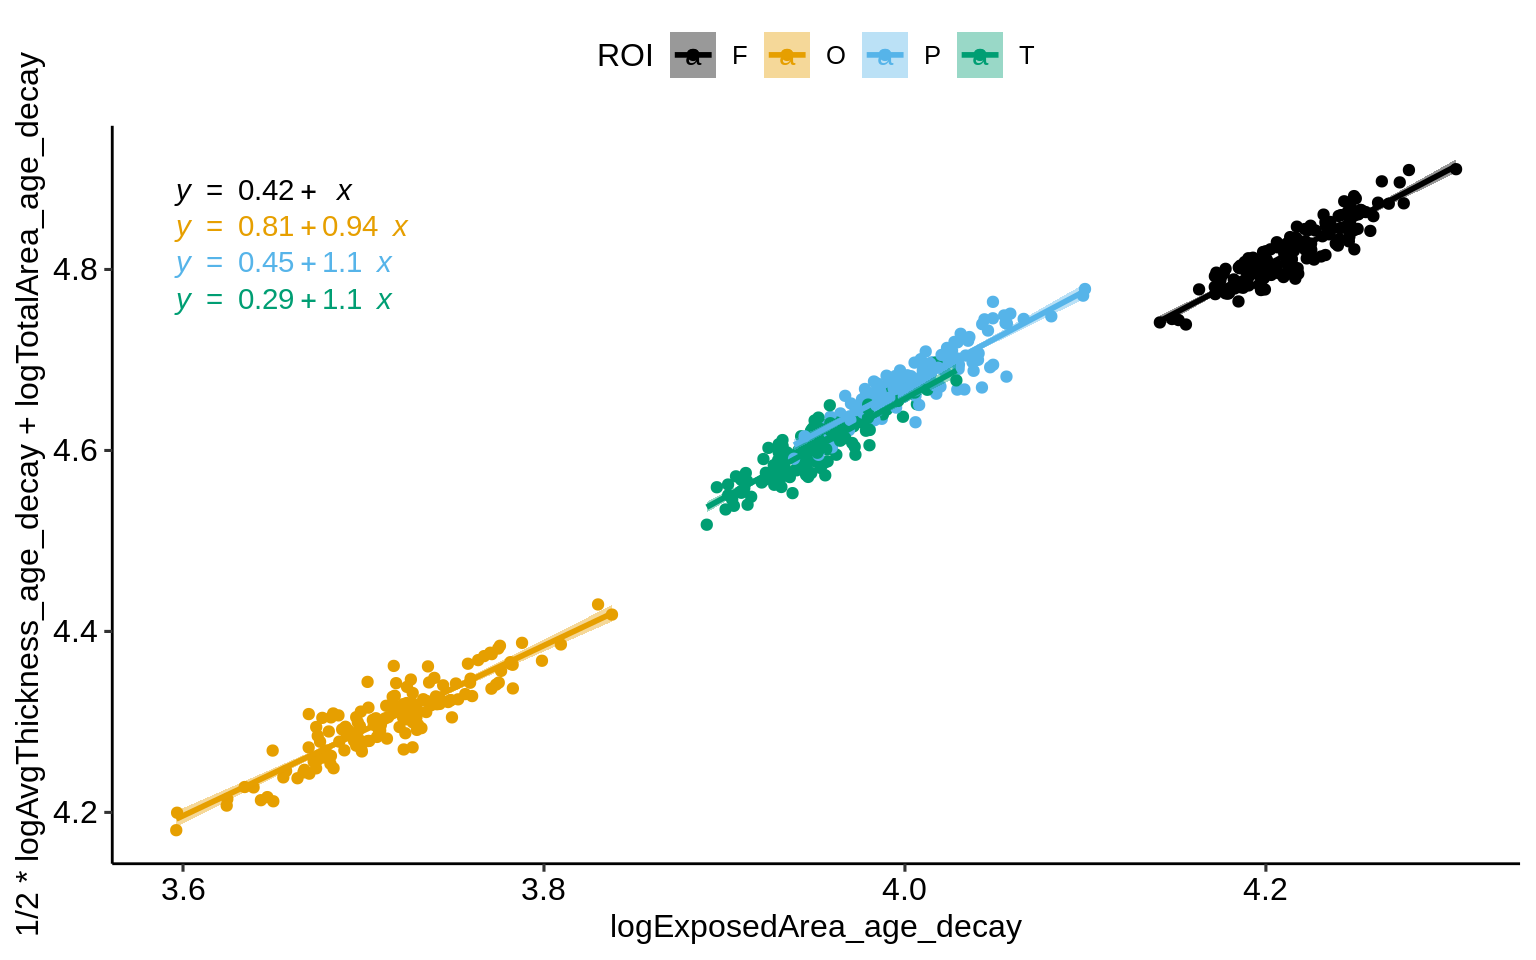 ROI a F a O a P a T
1/2 * logAvgThickness_age_decay + logTotalArea_age_decay
y = 0.42 + x
y = 0.81 + 0.94 x
y = 0.45 + 1.1 x
y = 0.29 + 1.1 x
4.8
4.6
4.4
4.2
3.6 3.8 4.0 4.2
logExposedArea_age_decay